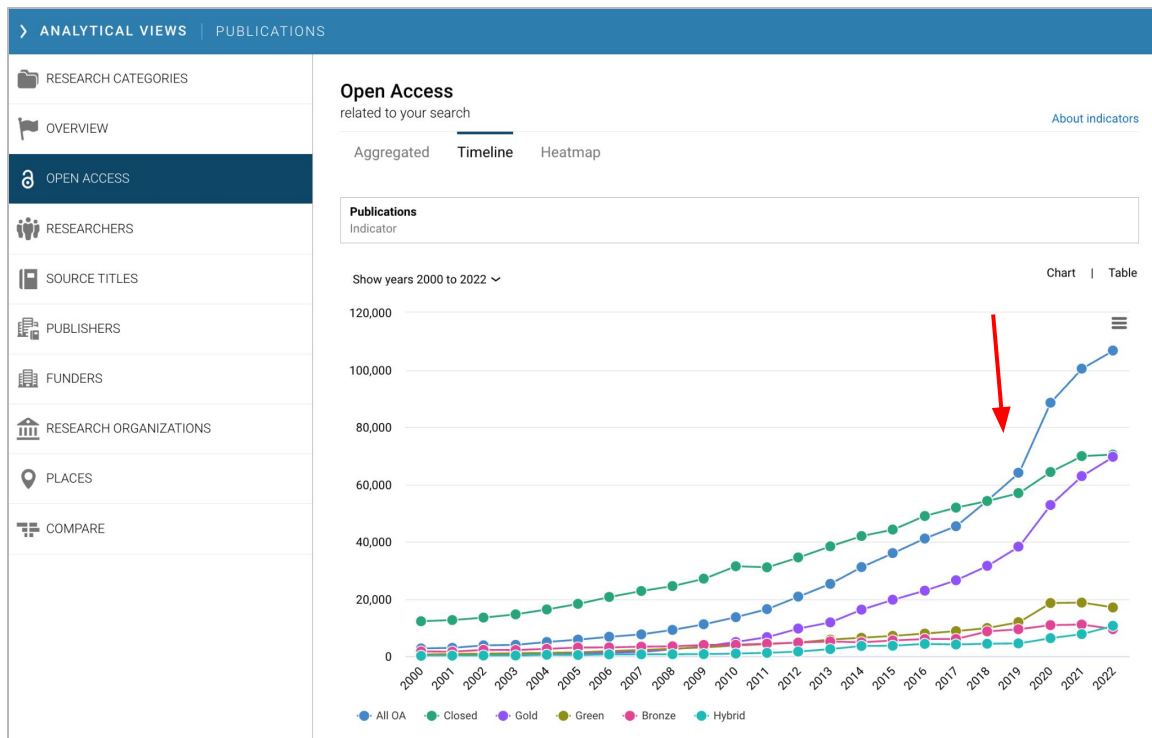 ANALYTICAL VIEWS | PUBLICATIONS
RESEARCH CATEGORIES
OVERVIEW
OPEN ACCESS
RESEARCHERS
SOURCE TITLES
PUBLISHERS
FUNDERS
RESEARCH ORGANIZATIONS
PLACES
COMPARE
Open Access
related to your search
About indicators
Aggregated Timeline Heatmap
Publications
Indicator
Show years 2000 to 2022
Chart | Table
120,000
100,000
80,000
60,000
40,000
20,000
0
2000 2001 2002 2003 2004 2005 2006 2007 2008 2009 2010 2011 2012 2013 2014 2015 2016 2017 2018 2019 2020 2021 2022
All OA Closed Gold Green Bronze Hybrid